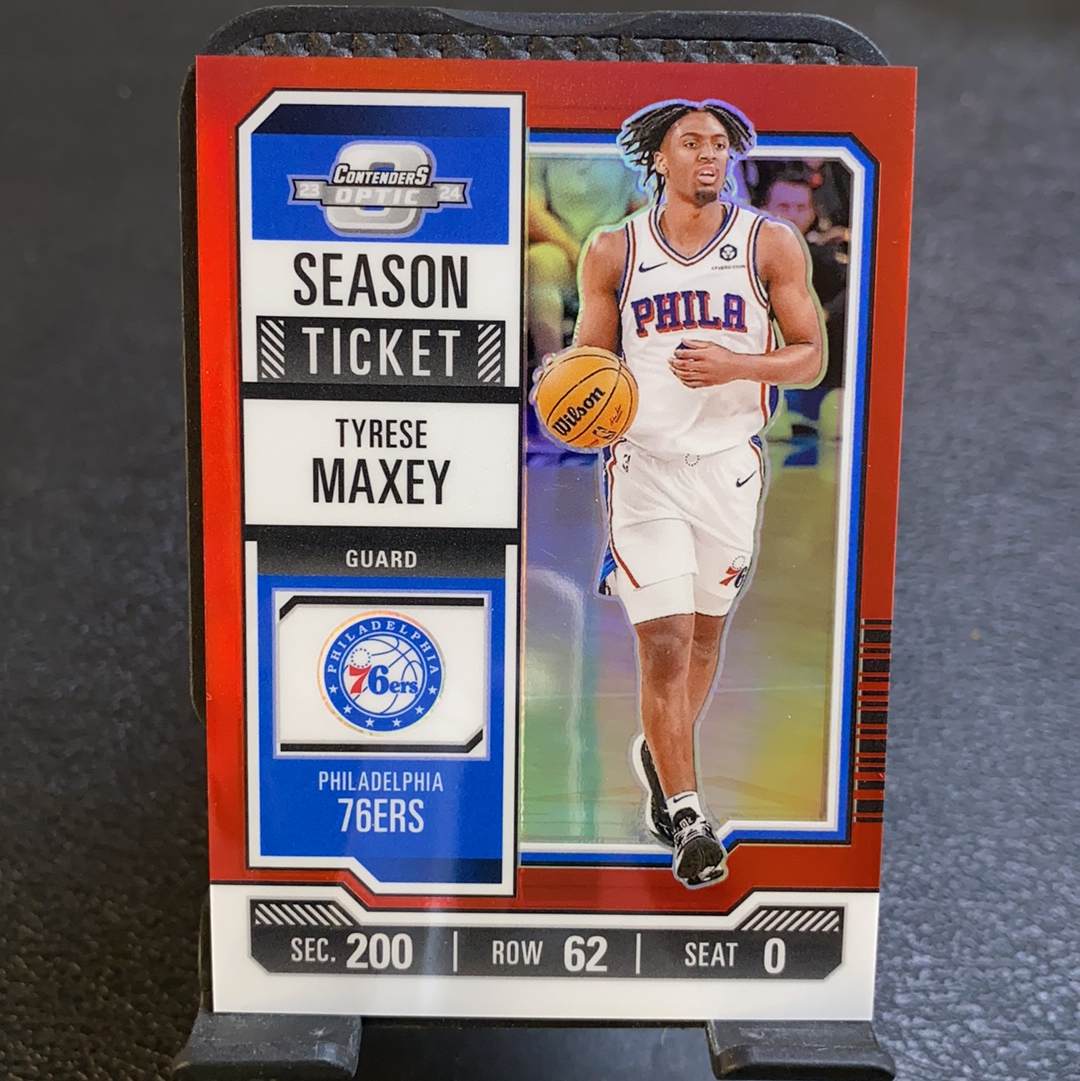 23 CONTENDERS 24
OPTIC
SEASON
TICKET
TYRESE
MAXEY
GUARD
PHILADELPHIA
76ers
PHILADELPHIA
76ERS
PHILA
Wilson
76
SEC. 200 | ROW 62 | SEAT 0